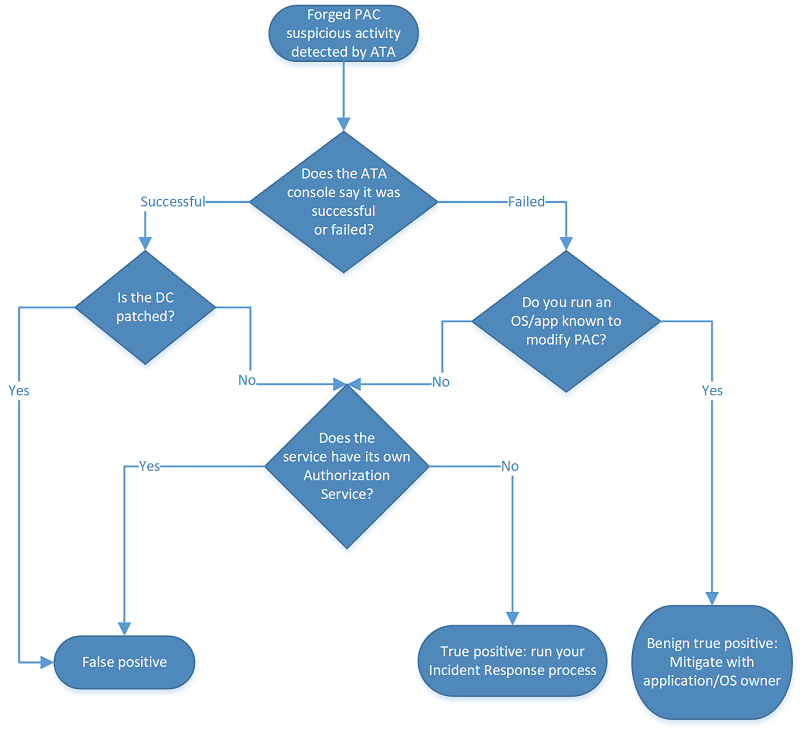 Forged PAC
suspicious activity
detected by ATA
Does the ATA
console say it was
successful
or failed?
Successful
Failed
Is the DC
patched?
Do you run an
OS/app known to
modify PAC?
Yes
No
No
Yes
Does the
service have its own
Authorization
Service?
Yes
No
False positive
True positive: run your
Incident Response process
Benign true positive:
Mitigate with
application/OS owner